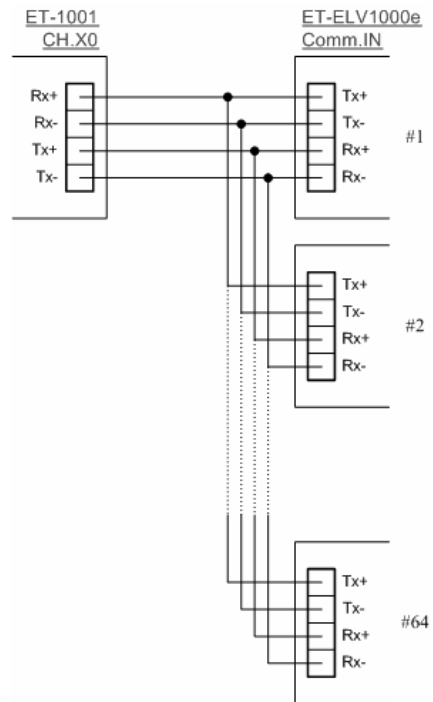 ET-1001 ET-ELV1000e
CH.X0 Comm.IN
Rx+ Tx+
Rx- Tx-
#1
Tx+ Rx+
Tx- Rx-
Tx+
Tx-
#2
Rx+
Rx-
Tx+
Tx-
#64
Rx+
Rx-